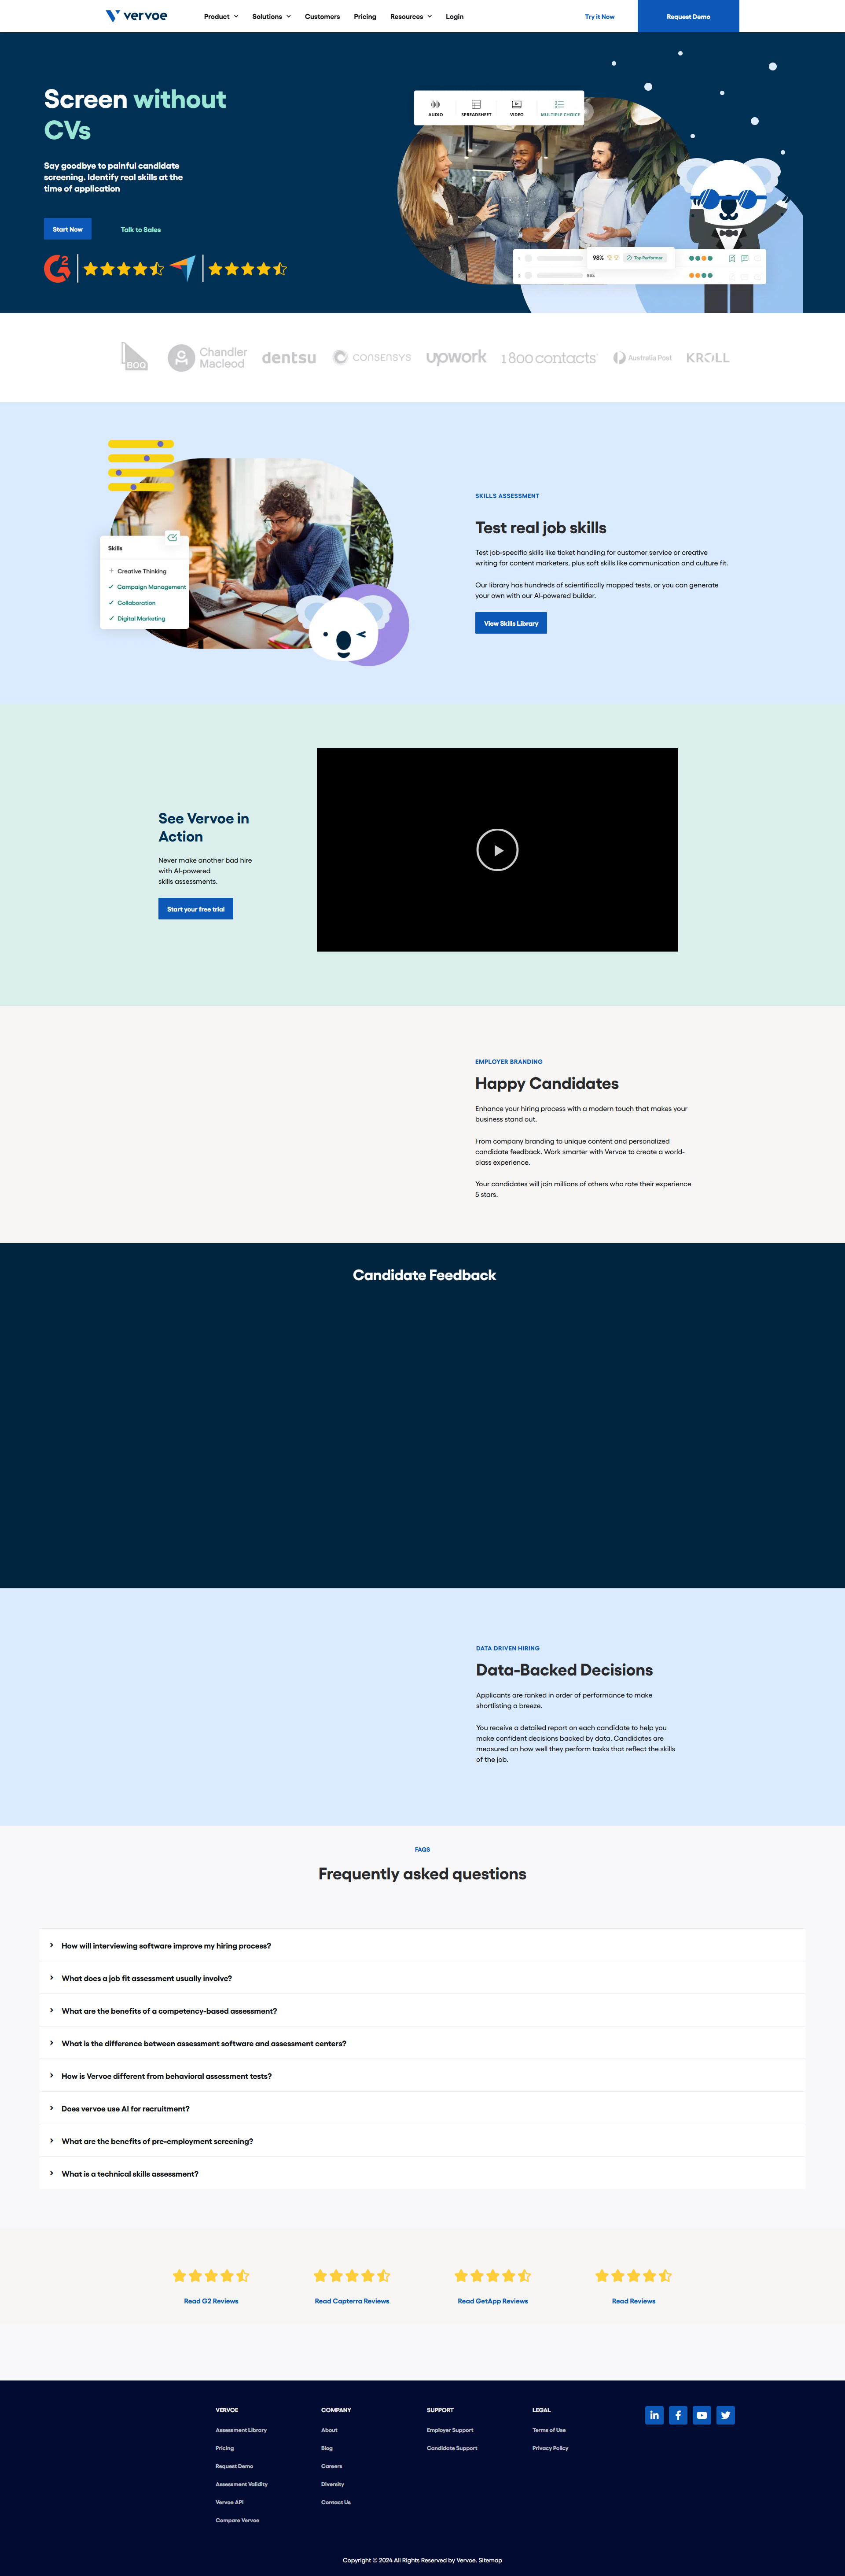 vervoe
Product
Solutions
Customers
Pricing
Resources
Login
Try it Now
Request Demo
Screen without
CVs
Say goodbye to painful candidate
screening. Identify real skills at the
time of application
Start Now
Talk to Sales
AUDIO
SPREADSHEET
VIDEO
MULTIPLE CHOICE
1
98%
Top Performer
2
83%
BOQ
Chandler
Macleod
dentsu
CONSENSYS
upwork
1800contacts
Australia Post
KROLL
Skills
Creative Thinking
Campaign Management
Collaboration
Digital Marketing
SKILLS ASSESSMENT
Test real job skills
Test job-specific skills like ticket handling for customer service or creative
writing for content marketers, plus soft skills like communication and culture fit.
Our library has hundreds of scientifically mapped tests, or you can generate
your own with our AI-powered builder.
View Skills Library
See Vervoe in
Action
Never make another bad hire
with AI-powered
skills assessments.
Start your free trial
EMPLOYER BRANDING
Happy Candidates
Enhance your hiring process with a modern touch that makes your
business stand out.
From company branding to unique content and personalized
candidate feedback. Work smarter with Vervoe to create a world-
class experience.
Your candidates will join millions of others who rate their experience
5 stars.
Candidate Feedback
DATA DRIVEN HIRING
Data-Backed Decisions
Applicants are ranked in order of performance to make
shortlisting a breeze.
You receive a detailed report on each candidate to help you
make confident decisions backed by data. Candidates are
measured on how well they perform tasks that reflect the skills
of the job.
FAQS
Frequently asked questions
How will interviewing software improve my hiring process?
What does a job fit assessment usually involve?
What are the benefits of a competency-based assessment?
What is the difference between assessment software and assessment centers?
How is Vervoe different from behavioral assessment tests?
Does vervoe use AI for recruitment?
What are the benefits of pre-employment screening?
What is a technical skills assessment?
Read G2 Reviews
Read Capterra Reviews
Read GetApp Reviews
Read Reviews
VERVOE
Assessment Library
Pricing
Request Demo
Assessment Validity
Vervoe API
Compare Vervoe
COMPANY
About
Blog
Careers
Diversity
Contact Us
SUPPORT
Employer Support
Candidate Support
LEGAL
Terms of Use
Privacy Policy
Copyright © 2024 All Rights Reserved by Vervoe. Sitemap